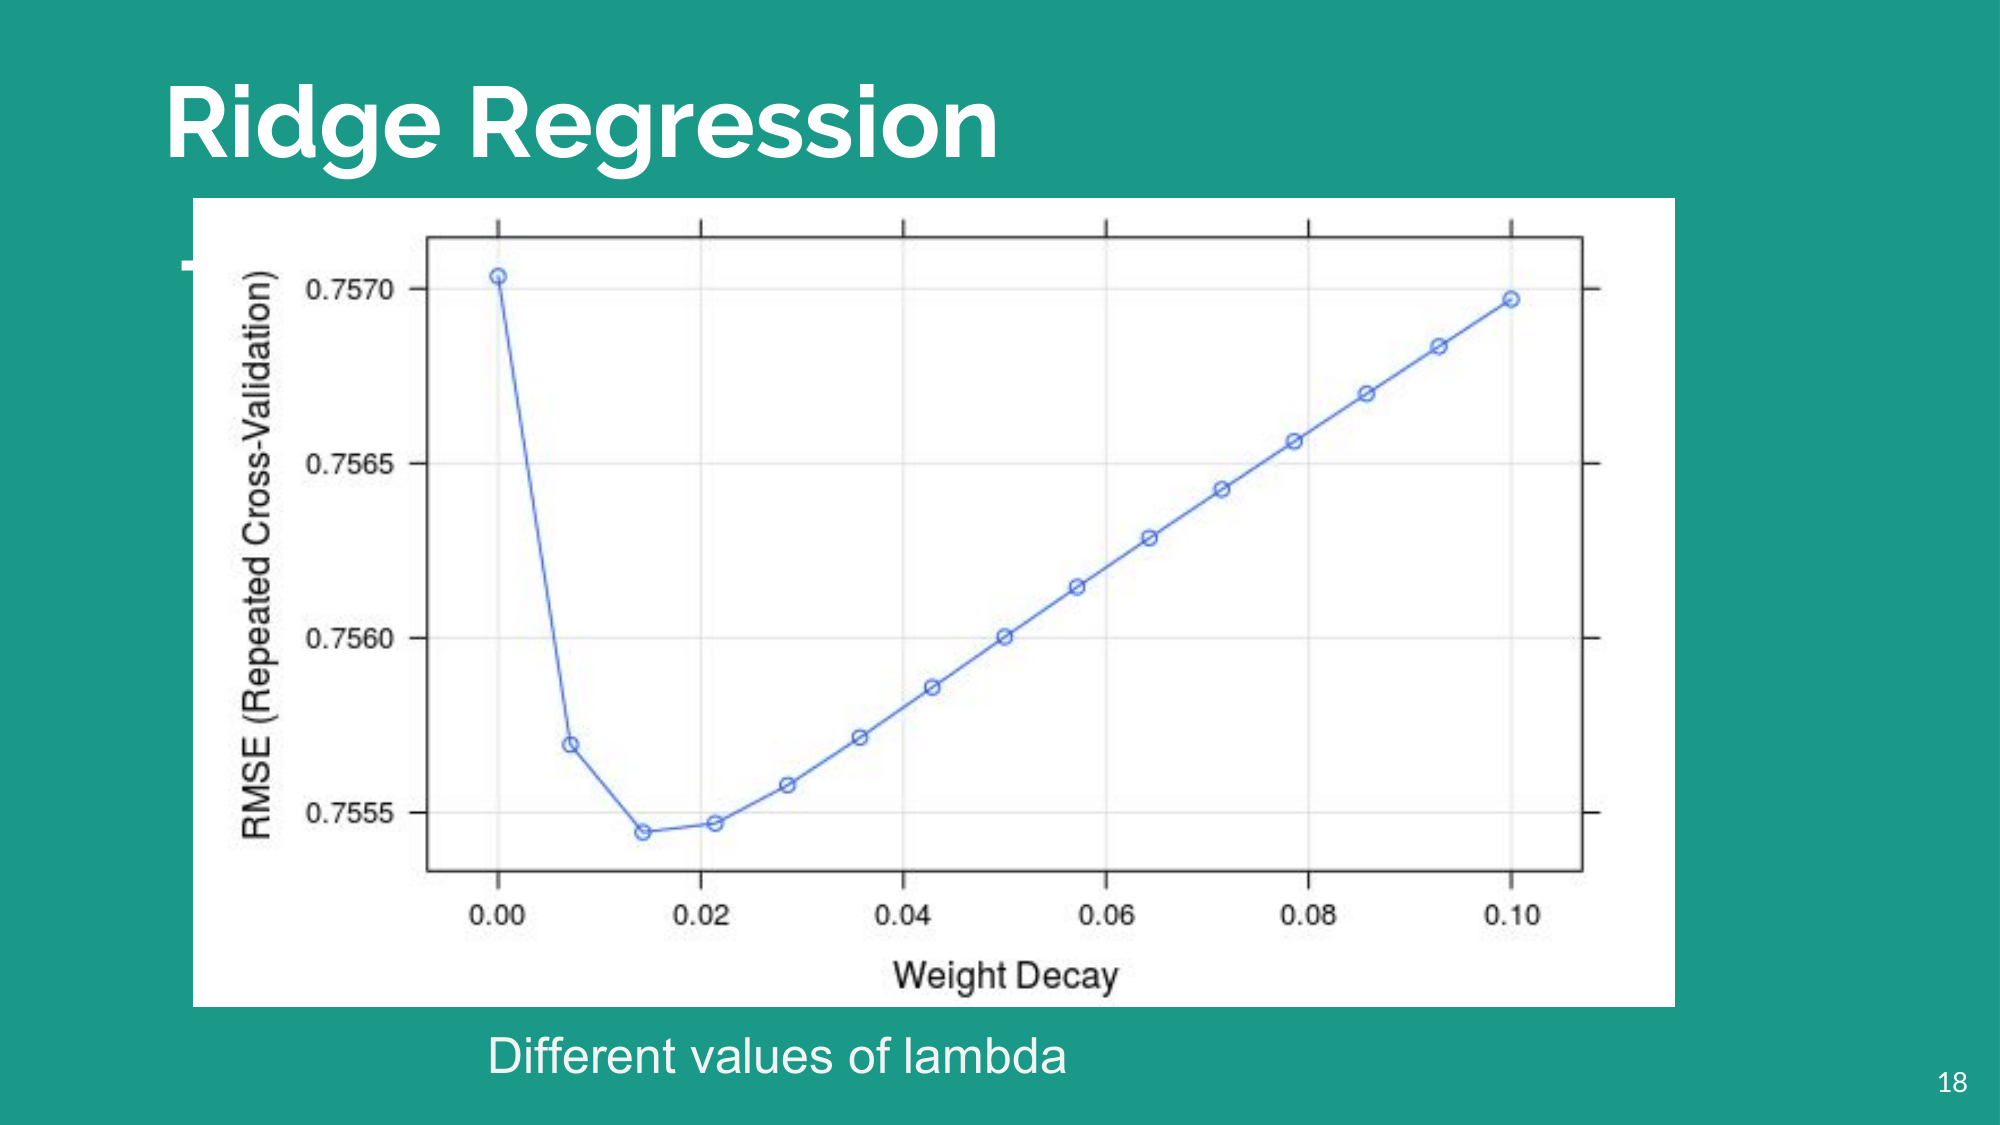 Ridge Regression
-
RMSE (Repeated Cross-Validation)
0.7570
0.7565
0.7560
0.7555
0.00 0.02 0.04 0.06 0.08 0.10
Weight Decay
Different values of lambda
18